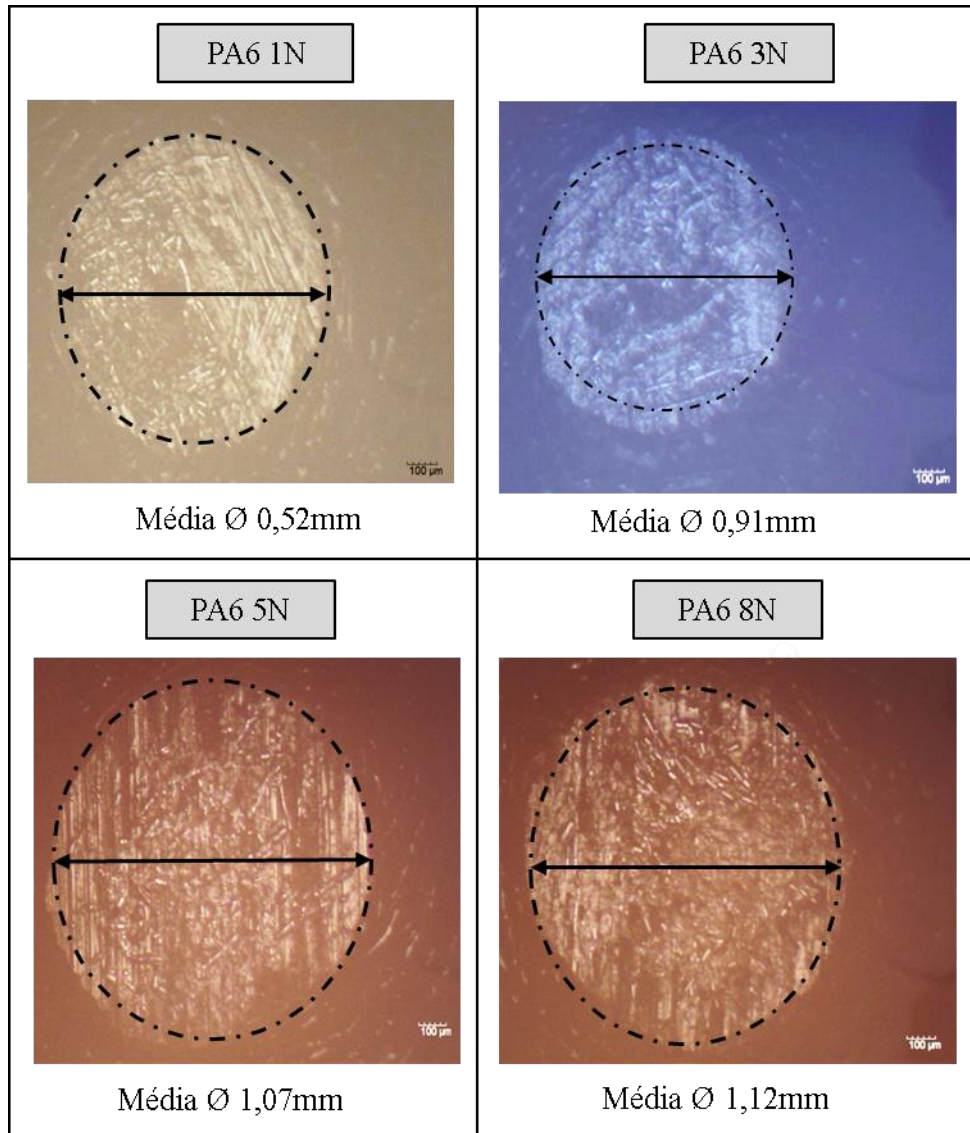 PA6 1N
PA6 3N
100 µm
100 µm
Média Ø 0,52mm
Média Ø 0,91mm
PA6 5N
PA6 8N
100 µm
100 µm
Média Ø 1,07mm
Média Ø 1,12mm